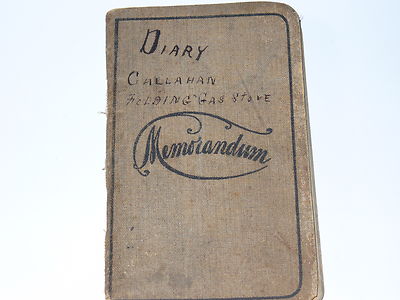 DIARY
CALLAHAN
FOLDING GAS STOVE
Memorandum